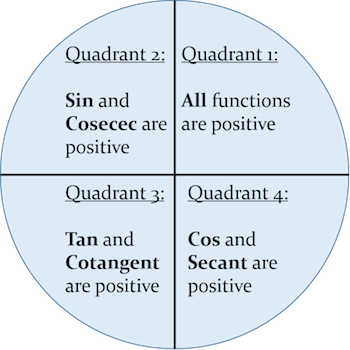 Quadrant 2:
Sin and
Cosecec are
positive
Quadrant 1:
All functions
are positive
Quadrant 3:
Tan and
Cotangent
are positive
Quadrant 4:
Cos and
Secant are
positive